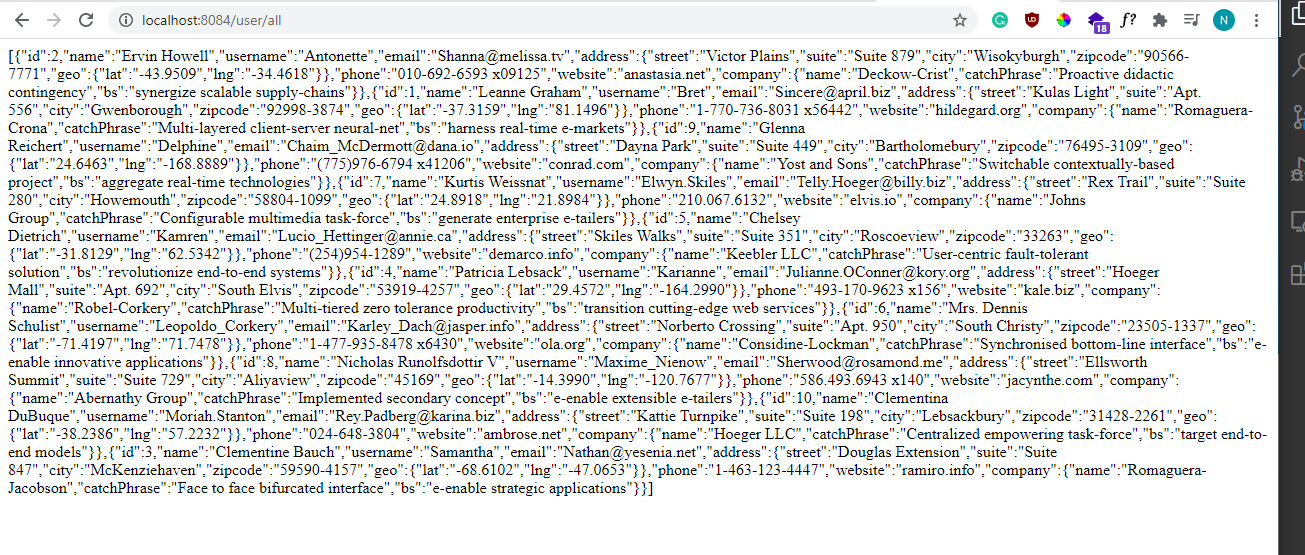 localhost:8084/user/all
f?
N
18
[{"id":2,"name":"Ervin Howell","username":"Antonette","email":"Shanna@melissa.tv","address":{"street":"Victor Plains","suite":"Suite 879","city":"Wisokyburgh","zipcode":"90566-
7771","geo":{"lat":"-43.9509","lng":"-34.4618"}},"phone":"010-692-6593 x09125","website":"anastasia.net","company":{"name":"Deckow-Crist","catchPhrase":"Proactive didactic
contingency","bs":"synergize scalable supply-chains"}},{"id":1,"name":"Leanne Graham","username":"Bret","email":"Sincere@april.biz","address":{"street":"Kulas Light","suite":"Apt.
556","city":"Gwenborough","zipcode":"92998-3874","geo":{"lat":"-37.3159","lng":"81.1496"}},"phone":"1-770-736-8031 x56442","website":"hildegard.org","company":{"name":"Romaguera-
Crona","catchPhrase":"Multi-layered client-server neural-net","bs":"harness real-time e-markets"}},{"id":9,"name":"Glenna
Reichert","username":"Delphine","email":"Chaim_McDermott@dana.io","address":{"street":"Dayna Park","suite":"Suite 449","city":"Bartholomebury","zipcode":"76495-3109","geo":
{"lat":"24.6463","lng":"-168.8889"}},"phone":"(775)976-6794 x41206","website":"conrad.com","company":{"name":"Yost and Sons","catchPhrase":"Switchable contextually-based
project","bs":"aggregate real-time technologies"}},{"id":7,"name":"Kurtis Weissnat","username":"Elwyn.Skiles","email":"Telly.Hoeger@billy.biz","address":{"street":"Rex Trail","suite":"Suite
280","city":"Howemouth","zipcode":"58804-1099","geo":{"lat":"24.8918","lng":"21.8984"}},"phone":"210.067.6132","website":"elvis.io","company":{"name":"Johns
Group","catchPhrase":"Configurable multimedia task-force","bs":"generate enterprise e-tailers"}},{"id":5,"name":"Chelsey
Dietrich","username":"Kamren","email":"Lucio_Hettinger@annie.ca","address":{"street":"Skiles Walks","suite":"Suite 351","city":"Roscoeview","zipcode":"33263","geo":
{"lat":"-31.8129","lng":"62.5342"}},"phone":"(254)954-1289","website":"demarco.info","company":{"name":"Keebler LLC","catchPhrase":"User-centric fault-tolerant
solution","bs":"revolutionize end-to-end systems"}},{"id":4,"name":"Patricia Lebsack","username":"Karianne","email":"Julianne.OConner@kory.org","address":{"street":"Hoeger
Mall","suite":"Apt. 692","city":"South Elvis","zipcode":"53919-4257","geo":{"lat":"29.4572","lng":"-164.2990"}},"phone":"493-170-9623 x156","website":"kale.biz","company":
{"name":"Robel-Corkery","catchPhrase":"Multi-tiered zero tolerance productivity","bs":"transition cutting-edge web services"}},{"id":6,"name":"Mrs. Dennis
Schulist","username":"Leopoldo_Corkery","email":"Karley_Dach@jasper.info","address":{"street":"Norberto Crossing","suite":"Apt. 950","city":"South Christy","zipcode":"23505-1337","geo":
{"lat":"-71.4197","lng":"71.7478"}},"phone":"1-477-935-8478 x6430","website":"ola.org","company":{"name":"Considine-Lockman","catchPhrase":"Synchronised bottom-line interface","bs":"e-
enable innovative applications"}},{"id":8,"name":"Nicholas Runolfsdottir V","username":"Maxime_Nienow","email":"Sherwood@rosamond.me","address":{"street":"Ellsworth
Summit","suite":"Suite 729","city":"Aliyaview","zipcode":"45169","geo":{"lat":"-14.3990","lng":"-120.7677"}},"phone":"586.493.6943 x140","website":"jacynthe.com","company":
{"name":"Abernathy Group","catchPhrase":"Implemented secondary concept","bs":"e-enable extensible e-tailers"}},{"id":10,"name":"Clementina
DuBuque","username":"Moriah.Stanton","email":"Rey.Padberg@karina.biz","address":{"street":"Kattie Turnpike","suite":"Suite 198","city":"Lebsackbury","zipcode":"31428-2261","geo":
{"lat":"-38.2386","lng":"57.2232"}},"phone":"024-648-3804","website":"ambrose.net","company":{"name":"Hoeger LLC","catchPhrase":"Centralized empowering task-force","bs":"target end-to-
end models"}},{"id":3,"name":"Clementine Bauch","username":"Samantha","email":"Nathan@yesenia.net","address":{"street":"Douglas Extension","suite":"Suite
847","city":"McKenziehaven","zipcode":"59590-4157","geo":{"lat":"-68.6102","lng":"-47.0653"}},"phone":"1-463-123-4447","website":"ramiro.info","company":{"name":"Romaguera-
Jacobson","catchPhrase":"Face to face bifurcated interface","bs":"e-enable strategic applications"}}]